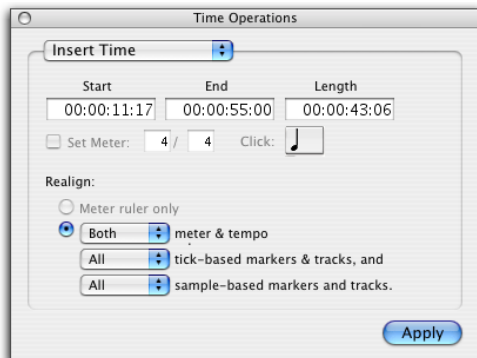 Time Operations
Insert Time
Start End Length
00:00:11:17 00:00:55:00 00:00:43:06
Set Meter: 4 / 4 Click:
Realign:
Meter ruler only
Both meter & tempo
All tick-based markers & tracks, and
All sample-based markers and tracks.
Apply